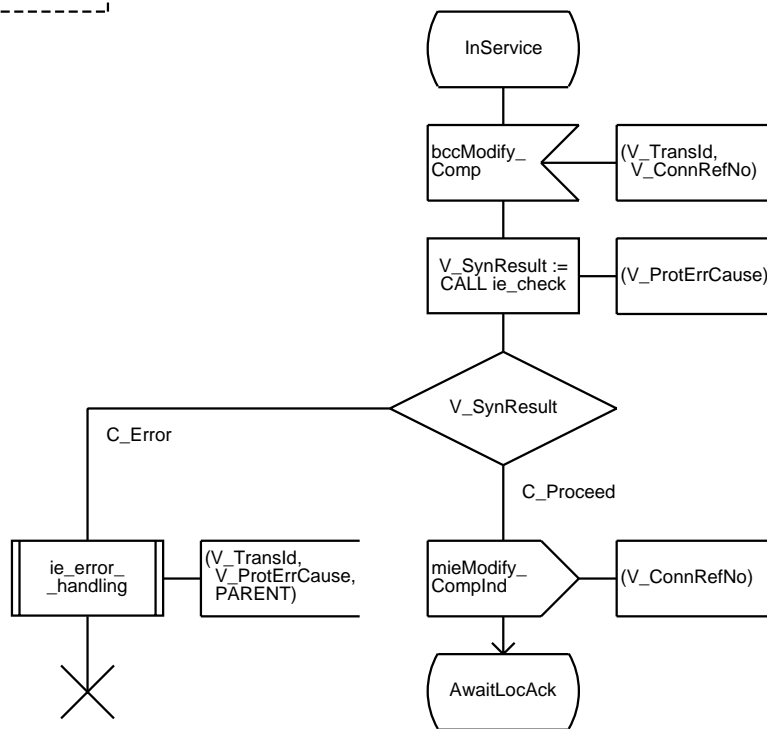 InService
bccModify_
Comp
(V_TransId,
V_ConnRefNo)
V_SynResult :=
CALL ie_check
(V_ProtErrCause)
V_SynResult
C_Error
C_Proceed
ie_error_
_handling
(V_TransId,
V_ProtErrCause,
PARENT)
mieModify_
CompInd
(V_ConnRefNo)
AwaitLocAck